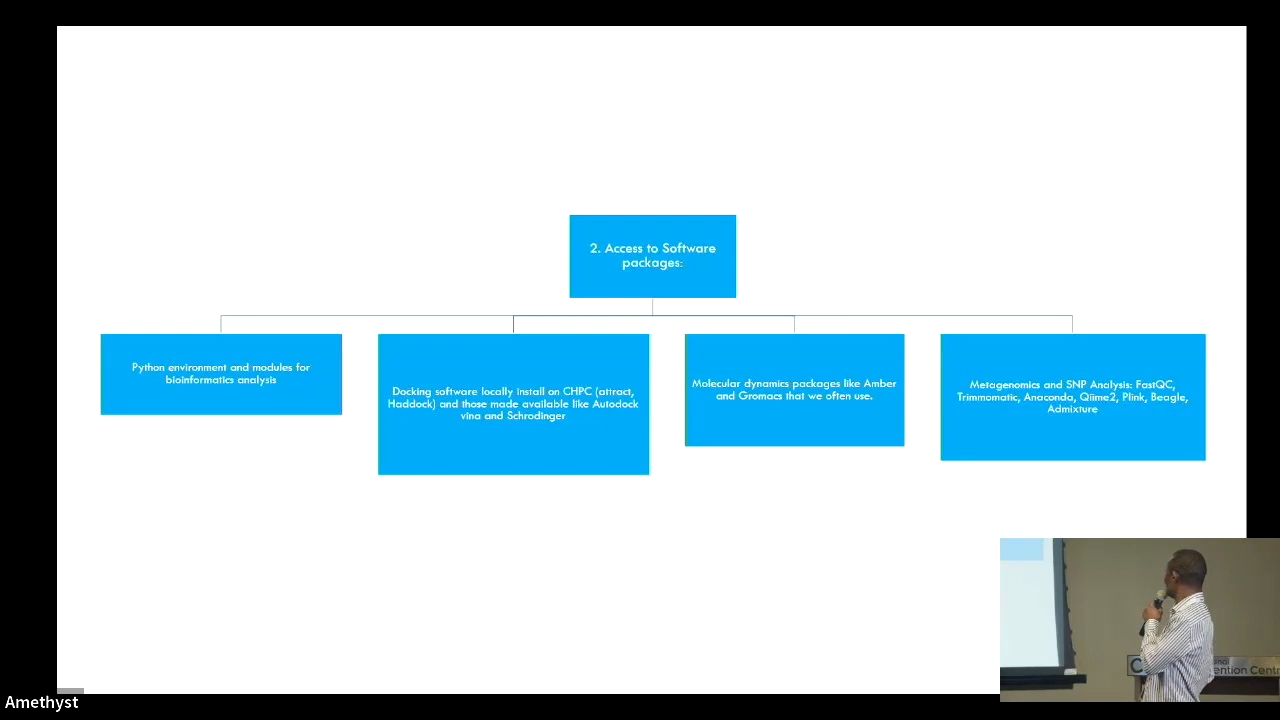 2. Access to Software
packages:
Python environment and modules for
bioinformatics analysis
Docking software locally install on CHPC (attract,
Haddock) and those made available like Autodock
vina and Schrodinger
Molecular dynamics packages like Amber
and Gromacs that we often use.
Metagenomics and SNP Analysis: FastQC,
Trimmomatic, Anaconda, Qiime2, Plink, Beagle,
Admixture
Amethyst